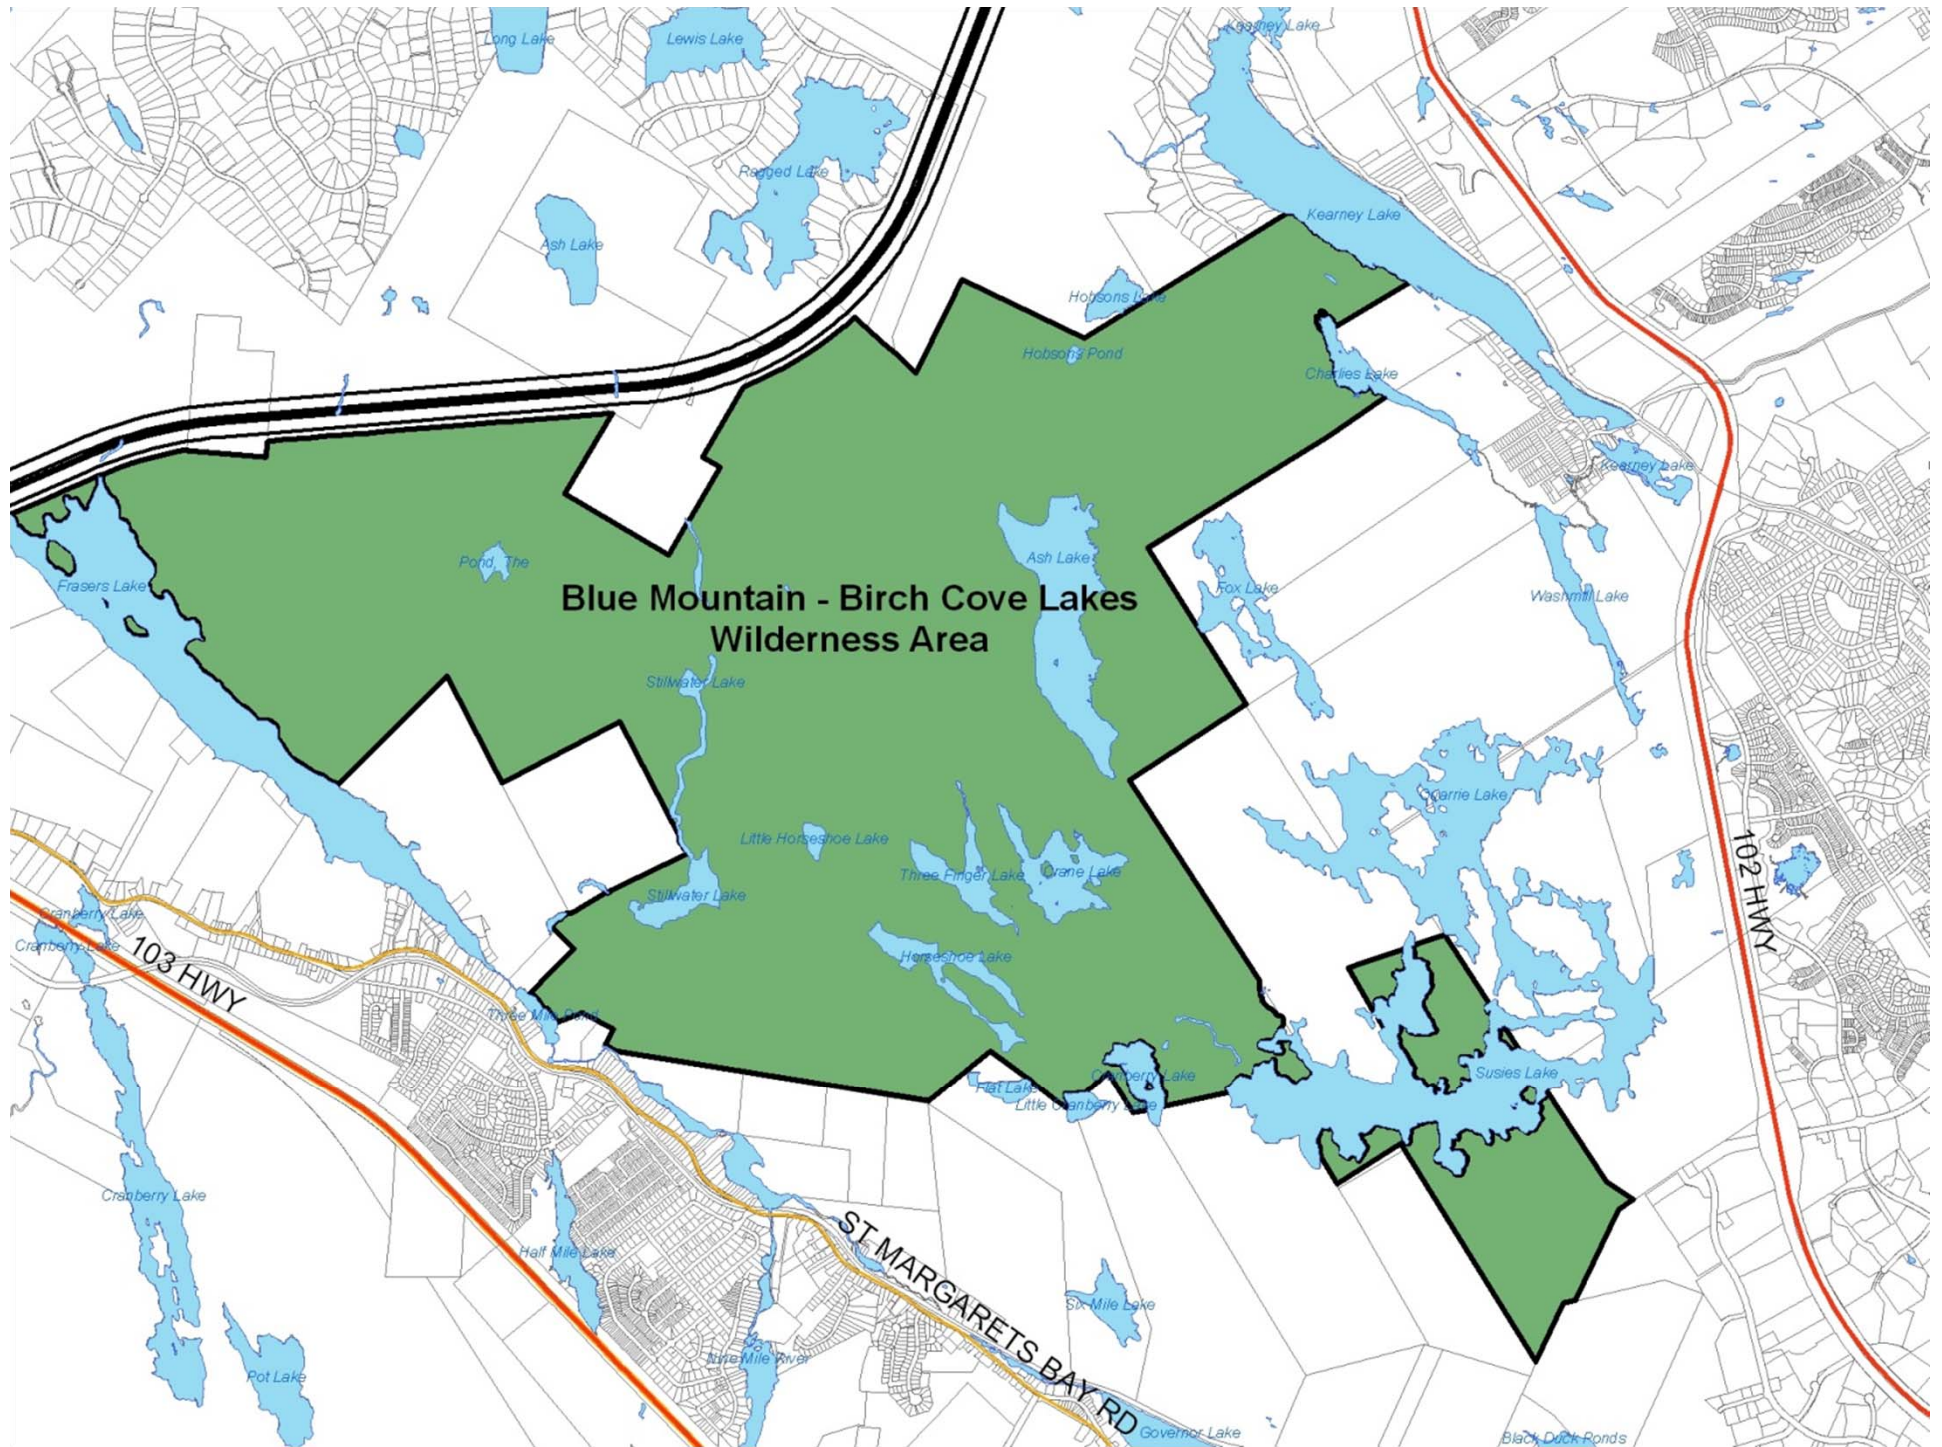 Long Lake
Lewis Lake
Kearney Lake
Ragged Lake
Kearney Lake
Ash Lake
Hobsons Lake
Hobsons Pond
Charlies Lake
Kearney Lake
Pond, The
Ash Lake
Frasers Lake
Fox Lake
Washmill Lake
Blue Mountain - Birch Cove Lakes
Wilderness Area
Stillwater Lake
Quarrie Lake
Little Horseshoe Lake
Three Finger Lake
Crane Lake
102 HWY
Stillwater Lake
Cranberry Lake
Cranberry Lake
103 HWY
Horseshoe Lake
Three Mile Pond
Susies Lake
Cranberry Lake
Flat Lake
Little Cranberry Lake
Cranberry Lake
Half Mile Lake
ST MARGARETS BAY RD
Six Mile Lake
Nine Mile River
Pot Lake
Governor Lake
Black Duck Ponds